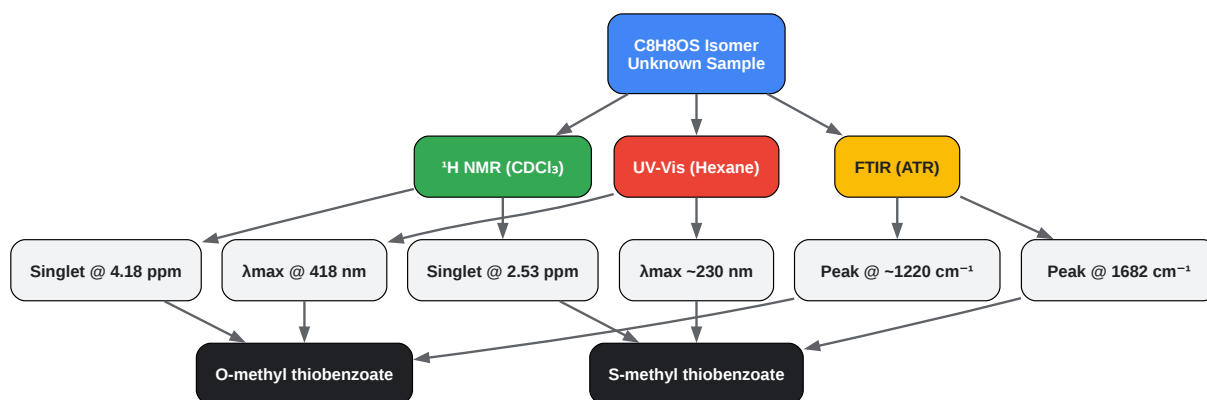 C8H8OS Isomer
Unknown Sample
¹H NMR (CDCl₃)
UV-Vis (Hexane)
FTIR (ATR)
Singlet @ 4.18 ppm
λmax @ 418 nm
Singlet @ 2.53 ppm
λmax ~230 nm
Peak @ ~1220 cm⁻¹
Peak @ 1682 cm⁻¹
O-methyl thiobenzoate
S-methyl thiobenzoate